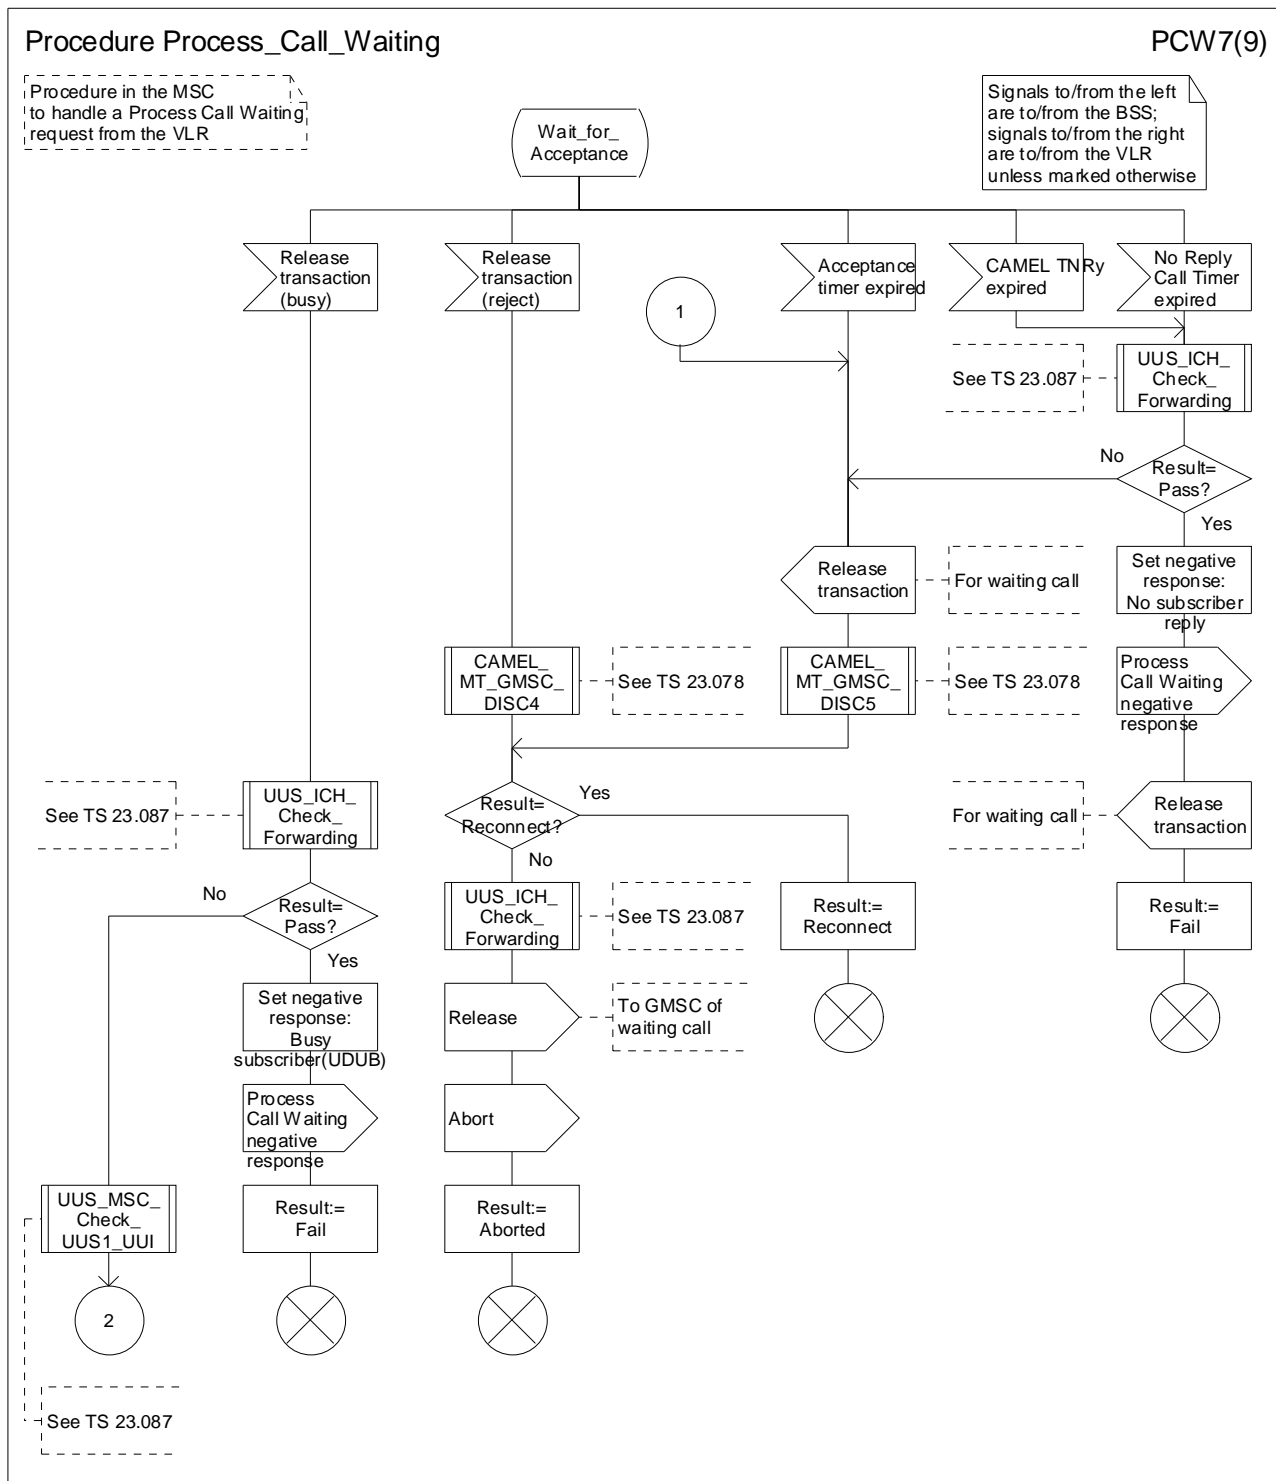 Procedure Process_Call_Waiting
PCW7(9)
Procedure in the MSC
to handle a Process Call Waiting
request from the VLR
Signals to/from the left
are to/from the BSS;
signals to/from the right
are to/from the VLR
unless marked otherwise
Wait_for_
Acceptance
Release
transaction
(busy)
Release
transaction
(reject)
Acceptance
timer expired
CAMEL TNRy
expired
No Reply
Call Timer
expired
1
See TS 23.087
UUS_ICH_
Check_
Forwarding
No
Result=
Pass?
Yes
Release
transaction
For waiting call
Set negative
response:
No subscriber
reply
CAMEL_
MT_GMSC_
DISC4
See TS 23.078
CAMEL_
MT_GMSC_
DISC5
See TS 23.078
Process
Call Waiting
negative
response
See TS 23.087
UUS_ICH_
Check_
Forwarding
Result=
Reconnect?
Yes
No
For waiting call
Release
transaction
No
Result=
Pass?
Yes
UUS_ICH_
Check_
Forwarding
See TS 23.087
Result:=
Reconnect
Result:=
Fail
Set negative
response:
Busy
subscriber(UDUB)
Release
To GMSC of
waiting call
Process
Call Waiting
negative
response
Abort
UUS_MSC_
Check_
UUS1_UUI
Result:=
Fail
Result:=
Aborted
2
See TS 23.087